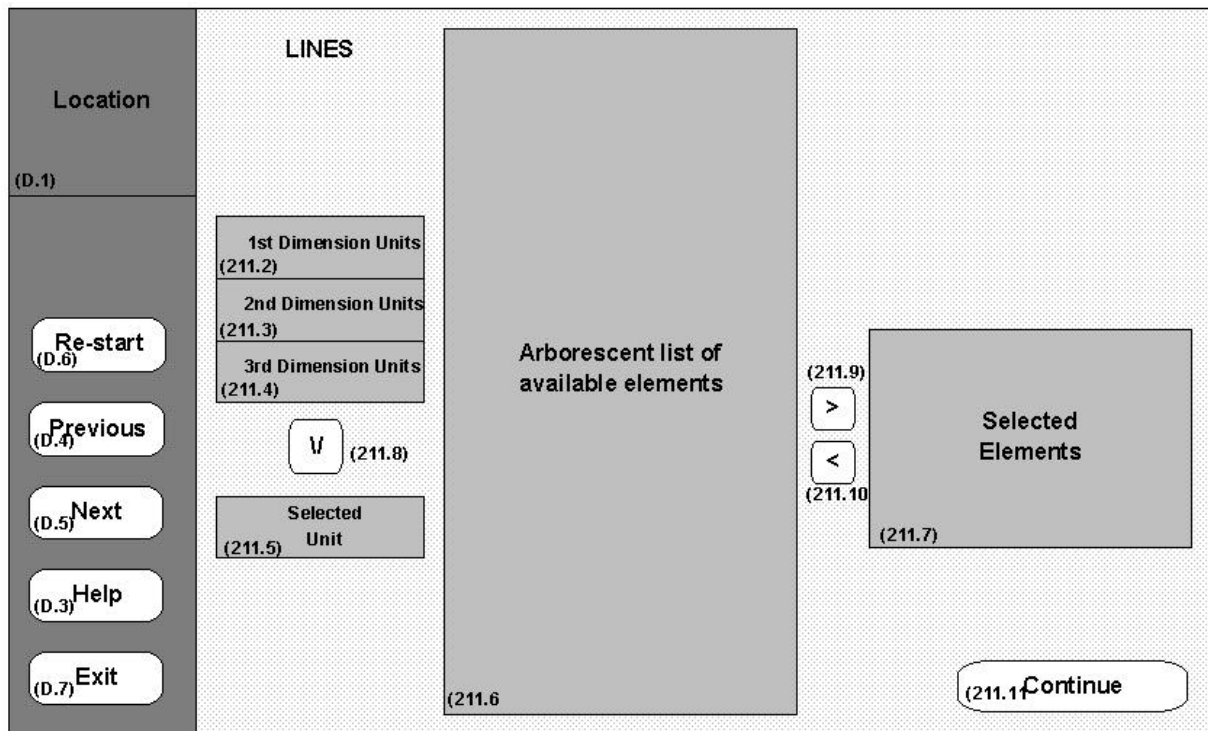 Location
(D.1)
Re-start
(D.6)
Previous
(D.4)
Next
(D.5)
Help
(D.3)
Exit
(D.7)
LINES
1st Dimension Units
(211.2)
2nd Dimension Units
(211.3)
3rd Dimension Units
(211.4)
\/
(211.8)
Selected
Unit
(211.5)
Arborescent list of
available elements
(211.6
(211.9)
>
<
(211.10
Selected
Elements
(211.7)
Continue
(211.11